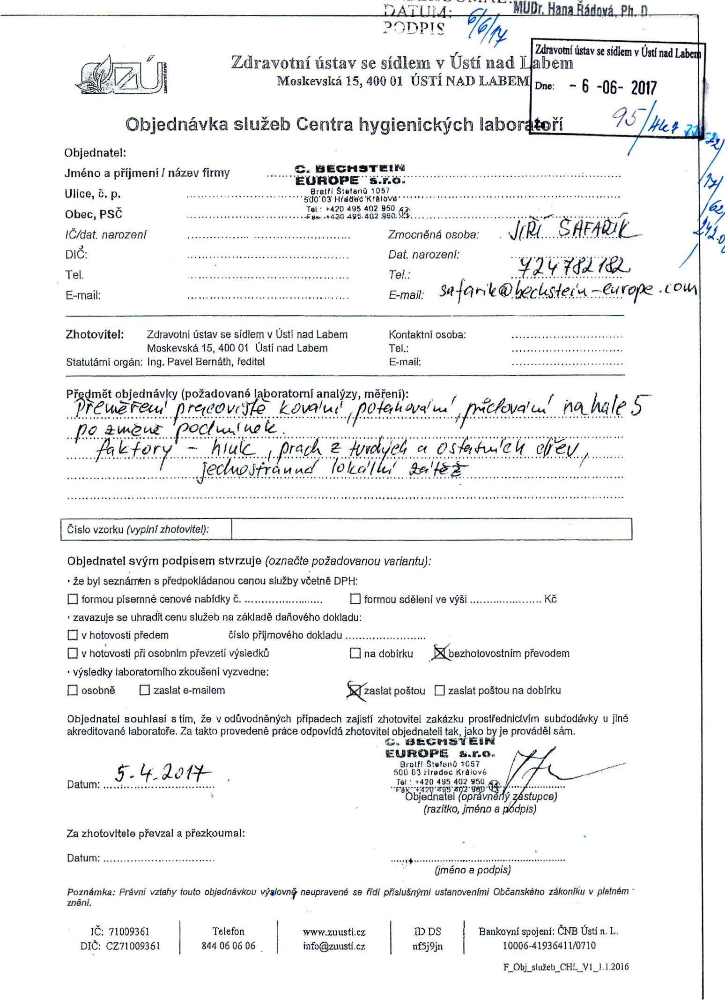 DATUM: 6/6/17 MUDr. Hana Řádová, Ph. D.
PODPIS
Zdravotní ústav se sídlem v Ústí nad Labem
Dne: - 6 -06- 2017
95/HK7
ZÚ
Zdravotní ústav se sídlem v Ústí nad Labem
Moskevská 15, 400 01 ÚSTÍ NAD LABEM
Objednávka služeb Centra hygienických laboratoří
Objednatel:
Jméno a příjmení / název firmy C. BECHSTEIN
EUROPE s.r.o.
Ulice, č. p. Bratří Štefanů 1057
500 03 Hradec Králové
Obec, PSČ Tel.: +420 495 402 950
Fax: +420 495 402 960 14
IČ/dat. narození Zmocněná osoba: JIŘÍ ŠAFAŘÍK
DIČ: Dat. narození:
Tel. Tel.: 724782182
E-mail: E-mail: safarik@bechstein-europe.com
Zhotovitel: Zdravotní ústav se sídlem v Ústí nad Labem Kontaktní osoba:
Moskevská 15, 400 01 Ústí nad Labem Tel.:
Statutární orgán: Ing. Pavel Bernáth, ředitel E-mail:
Předmět objednávky (požadované laboratorní analýzy, měření):
Přeměření pracoviště kování, potahování, půclování na hale 5
po změně podmínek.
faktory - hluk, prach z tvrdých a ostatních dřev,
jednostranná lokální zátěž
Číslo vzorku (vyplní zhotovitel):
Objednatel svým podpisem stvrzuje (označte požadovanou variantu):
· že byl seznámen s předpokládanou cenou služby včetně DPH:
☐ formou písemné cenové nabídky č. ........................ ☐ formou sdělení ve výši ...................... Kč
· zavazuje se uhradit cenu služeb na základě daňového dokladu:
☐ v hotovosti předem číslo příjmového dokladu .........................
☐ v hotovosti při osobním převzetí výsledků ☐ na dobírku ☒ bezhotovostním převodem
· výsledky laboratorního zkoušení vyzvedne:
☐ osobně ☐ zaslat e-mailem ☒ zaslat poštou ☐ zaslat poštou na dobírku
Objednatel souhlasí s tím, že v odůvodněných případech zajistí zhotovitel zakázku prostřednictvím subdodávky u jiné
akreditované laboratoře. Za takto provedené práce odpovídá zhotovitel objednateli tak, jako by je prováděl sám.
C. BECHSTEIN
EUROPE s.r.o.
Bratří Štefanů 1057
500 03 Hradec Králové
Tel.: +420 495 402 950
Fax: +420 495 402 960 14
Datum: 5.4.2017
Objednatel (oprávněný zástupce)
(razítko, jméno a podpis)
Za zhotovitele převzal a přezkoumal:
Datum: ..................................
(jméno a podpis)
Poznámka: Právní vztahy touto objednávkou výslovně neupravené se řídí příslušnými ustanoveními Občanského zákoníku v platném
znění.
IČ: 71009361 Telefon www.zuusti.cz ID DS Bankovní spojení: ČNB Ústí n. L.
DIČ: CZ71009361 844 06 06 06 info@zuusti.cz nf5j9jn 10006-41936411/0710
F_Obj_služeb_CHL_V1_1.1.2016